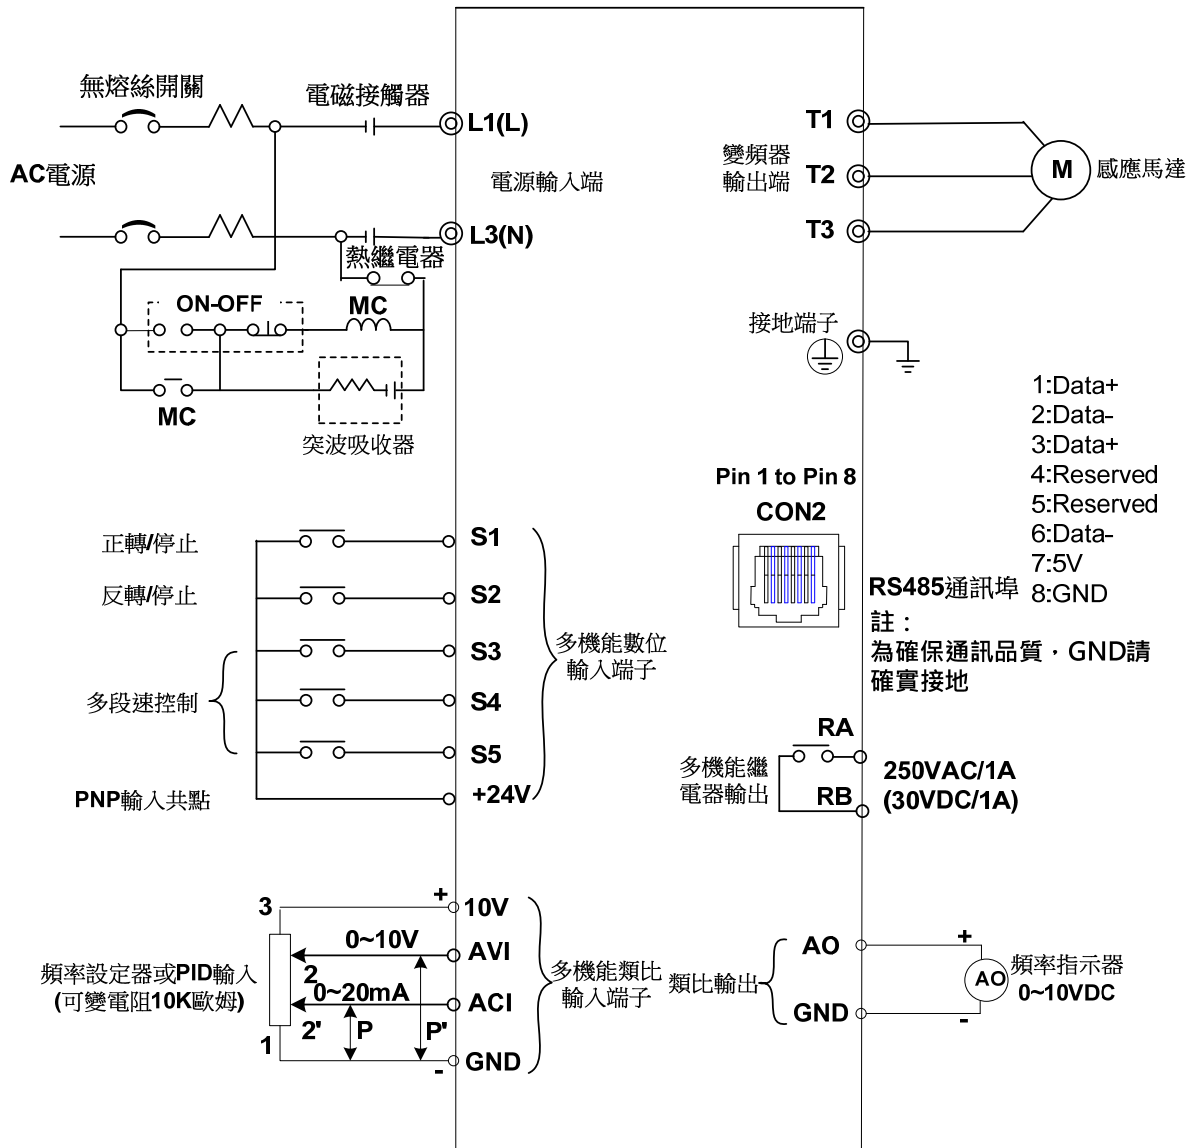 無熔絲開關
電磁接觸器
L1(L)
AC電源
電源輸入端
L3(N)
熱繼電器
ON-OFF
MC
MC
突波吸收器
T1
變頻器
輸出端
T2
T3
M
感應馬達
接地端子
1:Data+
2:Data-
3:Data+
4:Reserved
5:Reserved
6:Data-
7:5V
8:GND
Pin 1 to Pin 8
CON2
RS485通訊埠
註：
為確保通訊品質，GND請
確實接地
正轉/停止
S1
反轉/停止
S2
S3
多段速控制
S4
S5
PNP輸入共點
+24V
多機能數位
輸入端子
RA
多機能繼
電器輸出
RB
250VAC/1A
(30VDC/1A)
3
+
10V
0~10V
AVI
2
頻率設定器或PID輸入
(可變電阻10K歐姆)
0~20mA
ACI
2'
P
P'
1
-
GND
多機能類比
輸入端子
類比輸出
AO
GND
+
AO
-
頻率指示器
0~10VDC